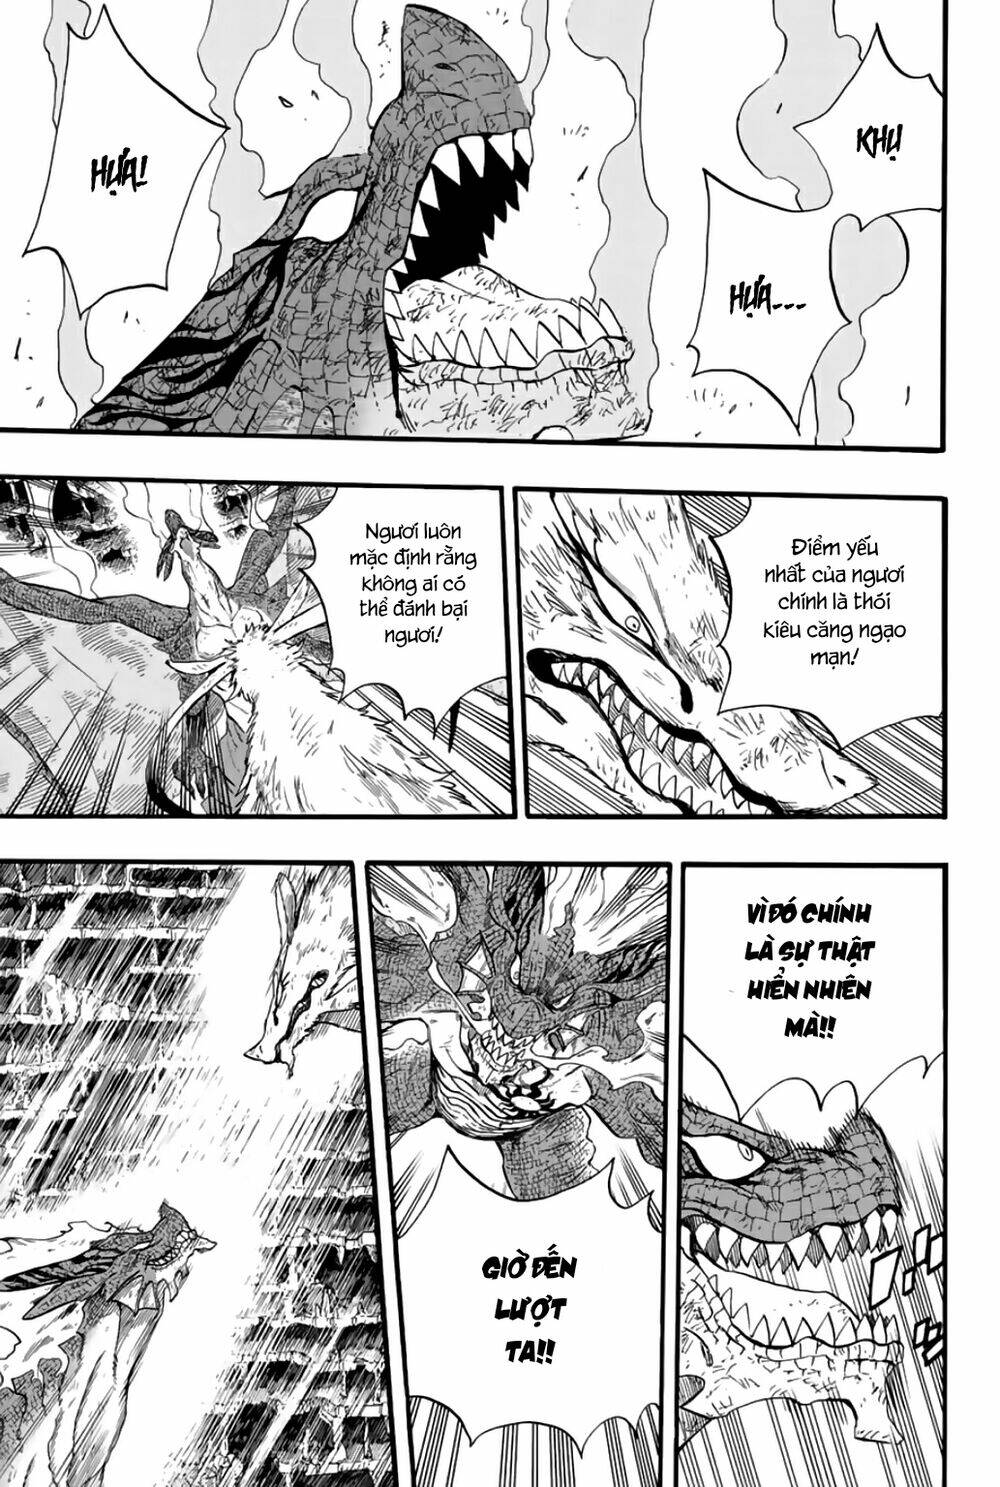 KHỤ
HỰA...
HỰA!
Điểm yếu
nhất của ngươi
chính là thói
kiêu căng ngạo
mạn!
Ngươi luôn
mặc định rằng
không ai có
thể đánh bại
ngươi!
VÌ ĐÓ CHÍNH
LÀ SỰ THẬT
HIỂN NHIÊN
MÀ!!
GIỜ ĐẾN
LƯỢT
TA!!